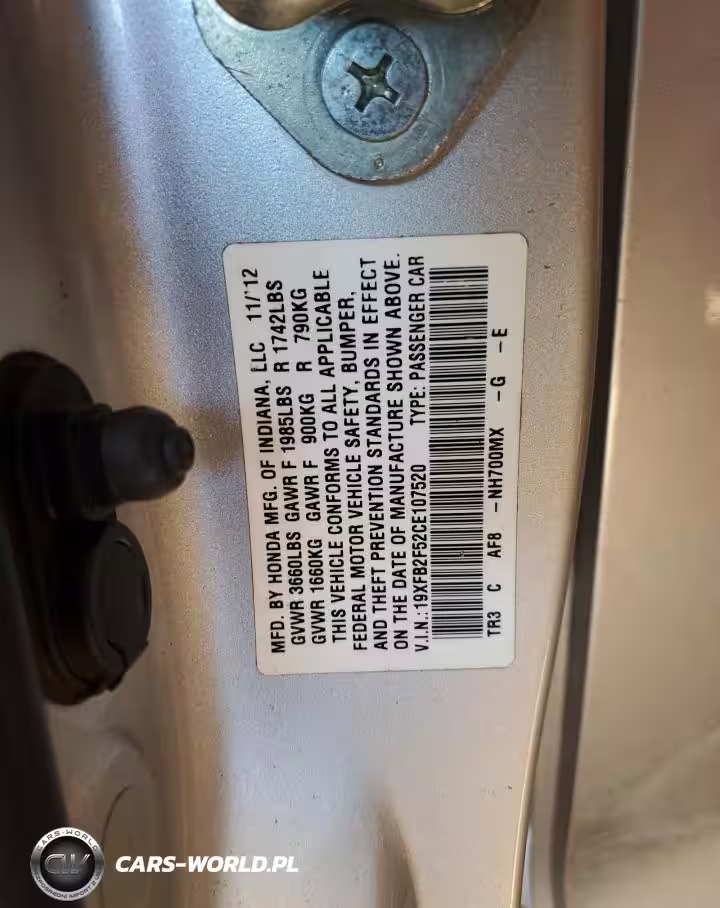 MFD. BY HONDA MFG. OF INDIANA, LLC 11/'12
GVWR 3660LBS GAWR F 1985LBS R 1742LBS
GVWR 1660KG GAWR F 900KG R 790KG
THIS VEHICLE CONFORMS TO ALL APPLICABLE
FEDERAL MOTOR VEHICLE SAFETY, BUMPER,
AND THEFT PREVENTION STANDARDS IN EFFECT
ON THE DATE OF MANUFACTURE SHOWN ABOVE.
V.I.N.:19XFB2F52CE107520 TYPE: PASSENGER CAR
TR3 C AF8 -NH700MX -G -E
CARS-WORLD
CW
CARS-WORLD.PL